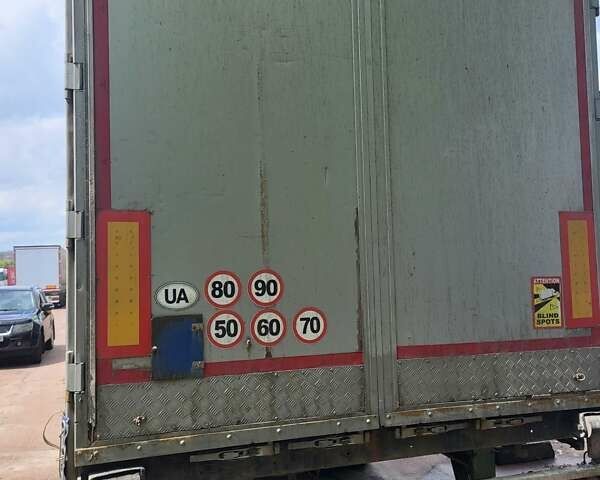 UA
80 90
50 60 70
ATTENTION
BLIND
SPOTS